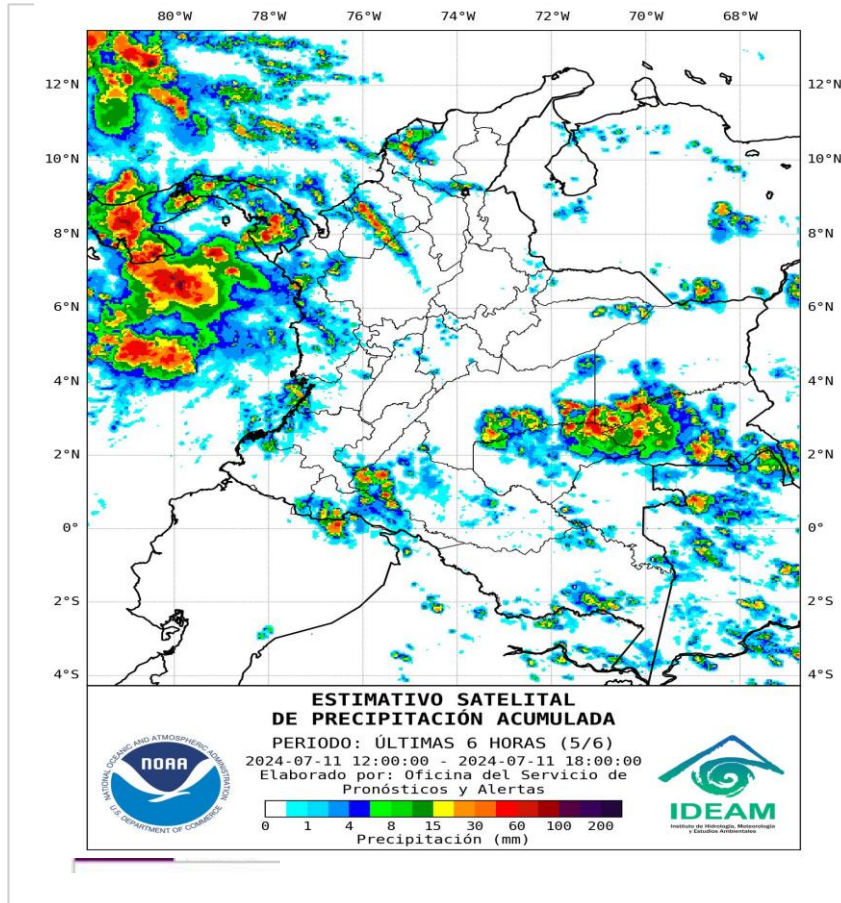 80°W 78°W 76°W 74°W 72°W 70°W 68°W
12°N 12°N
10°N 10°N
8°N 8°N
6°N 6°N
4°N 4°N
2°N 2°N
0° 0°
2°S 2°S
4°S 4°S
ESTIMATIVO SATELITAL
DE PRECIPITACIÓN ACUMULADA
PERIODO: ÚLTIMAS 6 HORAS (5/6)
2024-07-11 12:00:00 - 2024-07-11 18:00:00
Elaborado por: Oficina del Servicio de
Pronósticos y Alertas
0 1 4 8 15 30 60 100 200
Precipitación (mm)
NATIONAL OCEANIC AND ATMOSPHERIC ADMINISTRATION
NOAA
U.S. DEPARTMENT OF COMMERCE
IDEAM
Instituto de Hidrología, Meteorología
y Estudios Ambientales